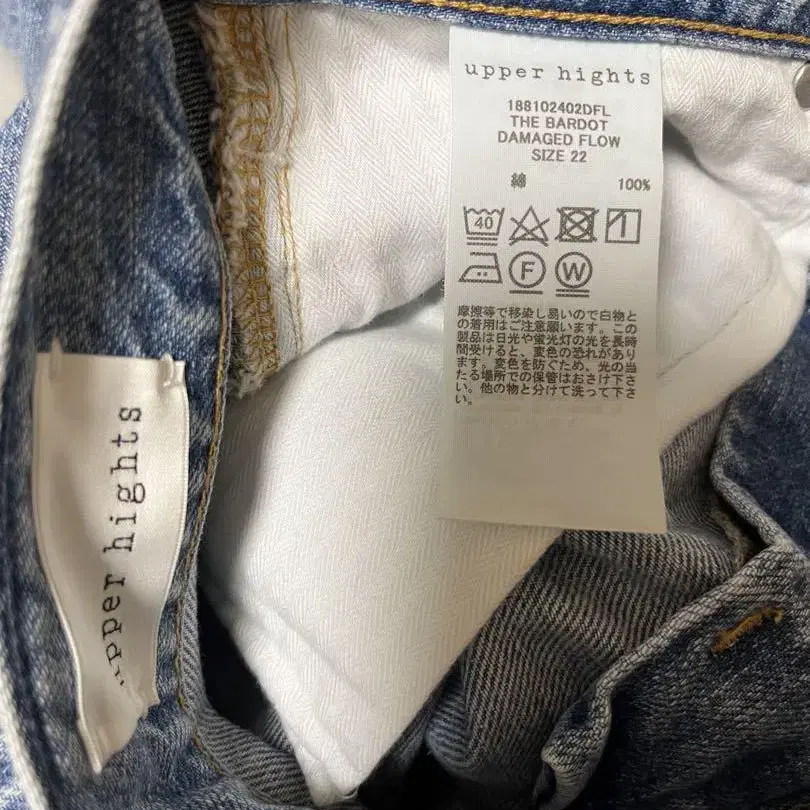 upper hights
188102402DFL
THE BARDOT
DAMAGED FLOW
SIZE 22
綿 100%
40
F W
摩擦等で移染し易いので白物と
の着用はご注意願います。この
製品は日光や蛍光灯の光を長時
間受けると、変色の恐れがあり
ます。変色を防ぐため、光の当
たる場所での保管はおさけ下さ
い。他の物と分けて洗って下さい
。
upper hights